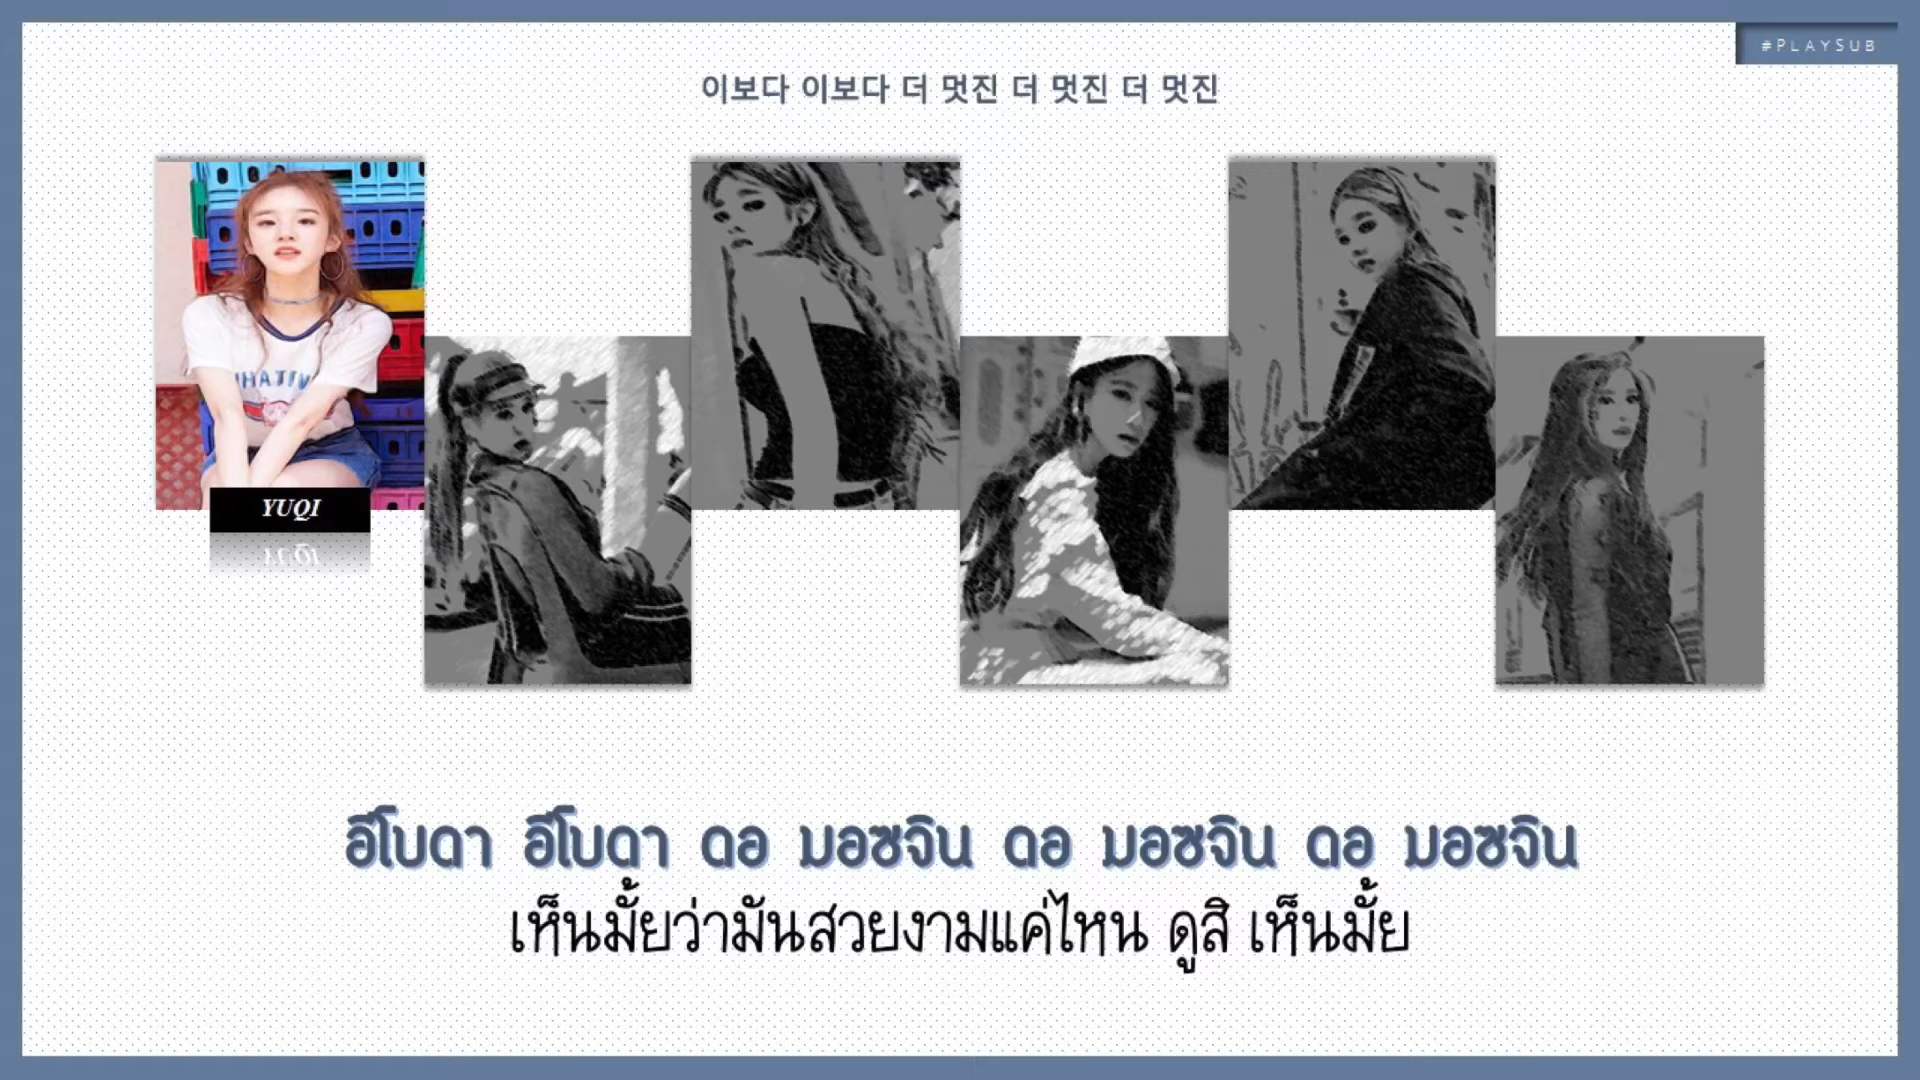 #PLAYSUB
이보다 이보다 더 멋진 더 멋진 더 멋진
WHATIN
YUQI
อีโบดา อีโบดา ดอ มอซจิน ดอ มอซจิน ดอ มอซจิน
เห็นมั้ยว่ามันสวยงามแค่ไหน ดูสิ เห็นมั้ย